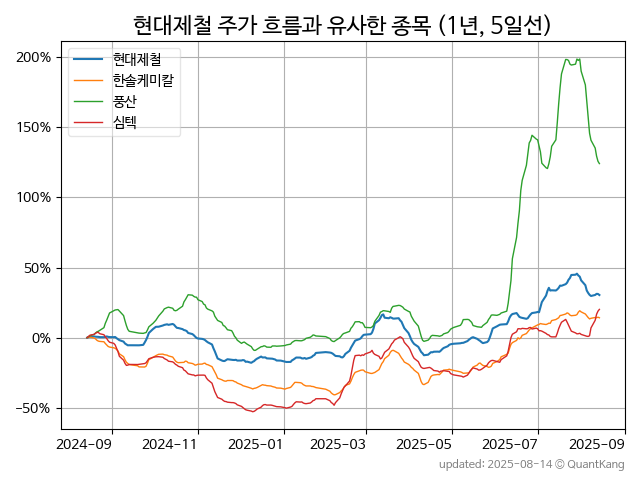 현대제철 주가 흐름과 유사한 종목 (1년, 5일선)
현대제철
한솔케미칼
풍산
심텍
200%
150%
100%
50%
0%
−50%
2024-09 2024-11 2025-01 2025-03 2025-05 2025-07 2025-09
updated: 2025-08-14 © QuantKang